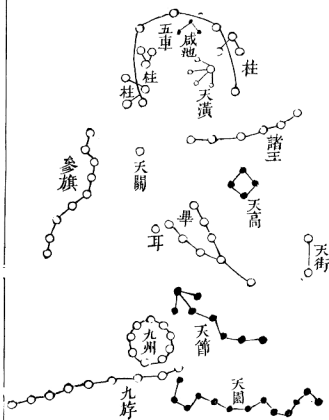 五車
咸池
柱
柱
柱
天潢
諸王
參旗
天關
天高
畢
耳
天街
九州
天節
九斿
天園